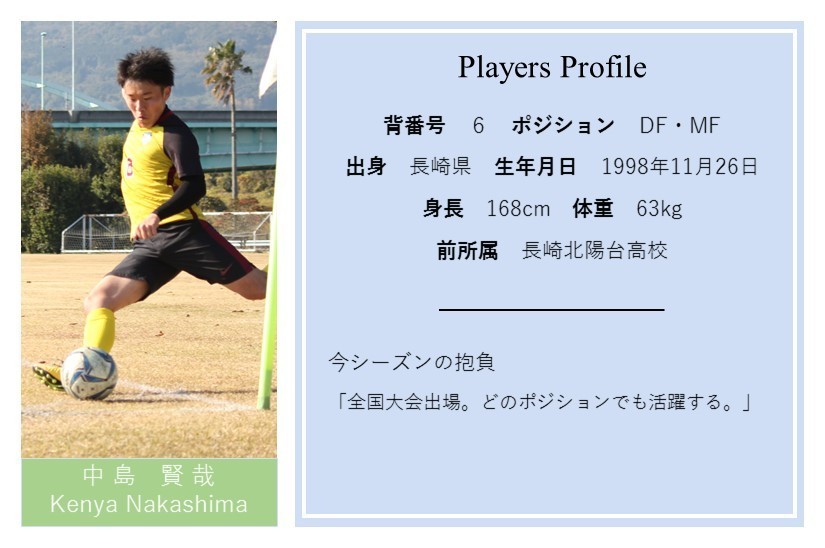 中島　賢哉
Kenya Nakashima
Players Profile
背番号　6　ポジション　DF・MF
出身　長崎県　生年月日　1998年11月26日
身長　168cm　体重　63kg
前所属　長崎北陽台高校
今シーズンの抱負
「全国大会出場。どのポジションでも活躍する。」